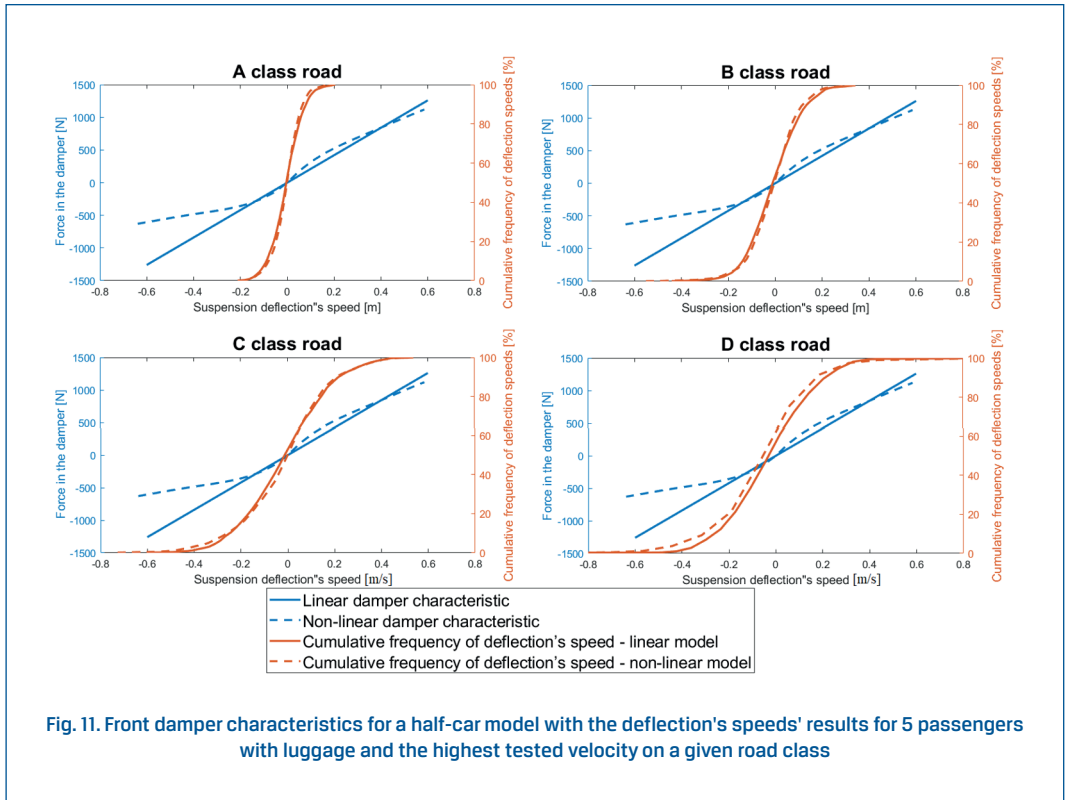 A class road
Force in the damper [N]
1500
1000
500
0
-500
-1000
-1500
-0.8 -0.6 -0.4 -0.2 0 0.2 0.4 0.6 0.8
Suspension deflection"s speed [m]
100
80
60
40
20
0
Cumulative frequency of deflection speeds [%]
B class road
Force in the damper [N]
1500
1000
500
0
-500
-1000
-1500
-0.8 -0.6 -0.4 -0.2 0 0.2 0.4 0.6 0.8
Suspension deflection"s speed [m]
100
80
60
40
20
0
Cumulative frequency of deflection speeds [%]
C class road
Force in the damper [N]
1500
1000
500
0
-500
-1000
-1500
-0.8 -0.6 -0.4 -0.2 0 0.2 0.4 0.6 0.8
Suspension deflection"s speed [m/s]
100
80
60
40
20
0
Cumulative frequency of deflection speeds [%]
D class road
Force in the damper [N]
1500
1000
500
0
-500
-1000
-1500
-0.8 -0.6 -0.4 -0.2 0 0.2 0.4 0.6 0.8
Suspension deflection"s speed [m/s]
100
80
60
40
20
0
Cumulative frequency of deflection speeds [%]
Linear damper characteristic
Non-linear damper characteristic
Cumulative frequency of deflection's speed - linear model
Cumulative frequency of deflection's speed - non-linear model
Fig. 11. Front damper characteristics for a half-car model with the deflection's speeds' results for 5 passengers
with luggage and the highest tested velocity on a given road class